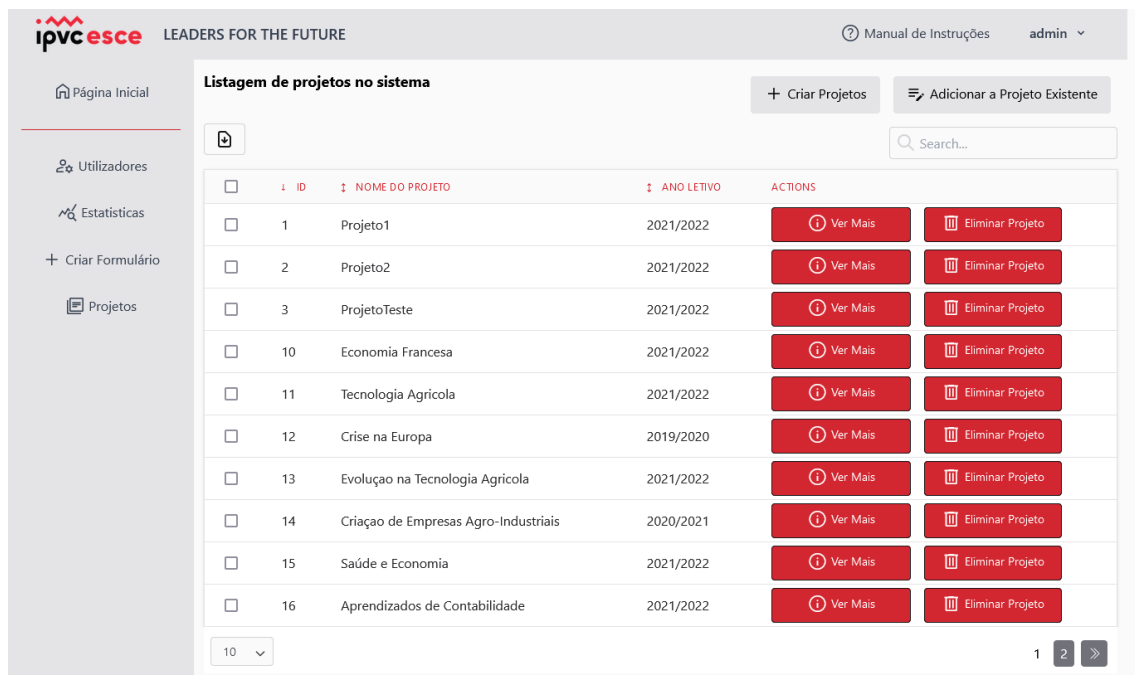 ipvc esce LEADERS FOR THE FUTURE Manual de Instruções admin
Página Inicial
Utilizadores
Estatisticas
Criar Formulário
Projetos
Listagem de projetos no sistema
Criar Projetos Adicionar a Projeto Existente
Search...
ID NOME DO PROJETO ANO LETIVO ACTIONS
1 Projeto1 2021/2022 Ver Mais Eliminar Projeto
2 Projeto2 2021/2022 Ver Mais Eliminar Projeto
3 ProjetoTeste 2021/2022 Ver Mais Eliminar Projeto
10 Economia Francesa 2021/2022 Ver Mais Eliminar Projeto
11 Tecnologia Agricola 2021/2022 Ver Mais Eliminar Projeto
12 Crise na Europa 2019/2020 Ver Mais Eliminar Projeto
13 Evoluçao na Tecnologia Agricola 2021/2022 Ver Mais Eliminar Projeto
14 Criaçao de Empresas Agro-Industriais 2020/2021 Ver Mais Eliminar Projeto
15 Saúde e Economia 2021/2022 Ver Mais Eliminar Projeto
16 Aprendizados de Contabilidade 2021/2022 Ver Mais Eliminar Projeto
10 1 2